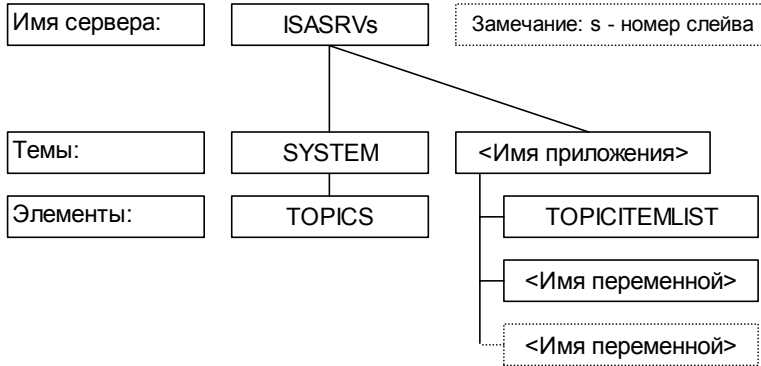 Имя сервера:
ISASRVs
Замечание: s - номер слейва
Темы:
SYSTEM
<Имя приложения>
Элементы:
TOPICS
TOPICITEMLIST
<Имя переменной>
<Имя переменной>